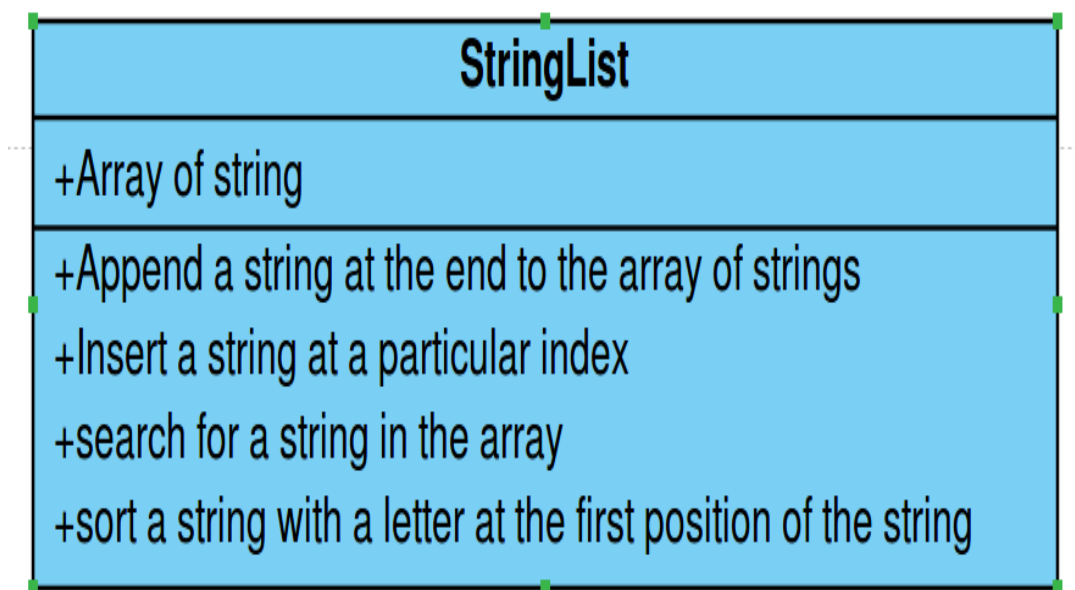 StringList
+Array of string
+Append a string at the end to the array of strings
+Insert a string at a particular index
+search for a string in the array
+sort a string with a letter at the first position of the string